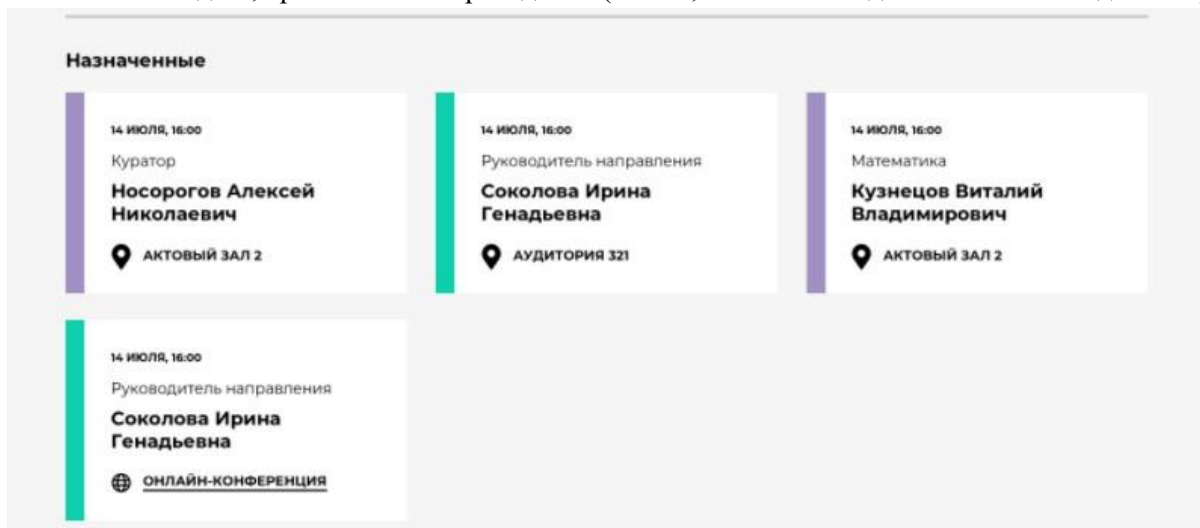 Назначенные
14 ИЮЛЯ, 16:00
Куратор
Носорогов Алексей
Николаевич
АКТОВЫЙ ЗАЛ 2
14 ИЮЛЯ, 16:00
Руководитель направления
Соколова Ирина
Генадьевна
АУДИТОРИЯ 321
14 ИЮЛЯ, 16:00
Математика
Кузнецов Виталий
Владимирович
АКТОВЫЙ ЗАЛ 2
14 ИЮЛЯ, 16:00
Руководитель направления
Соколова Ирина
Генадьевна
ОНЛАЙН-КОНФЕРЕНЦИЯ